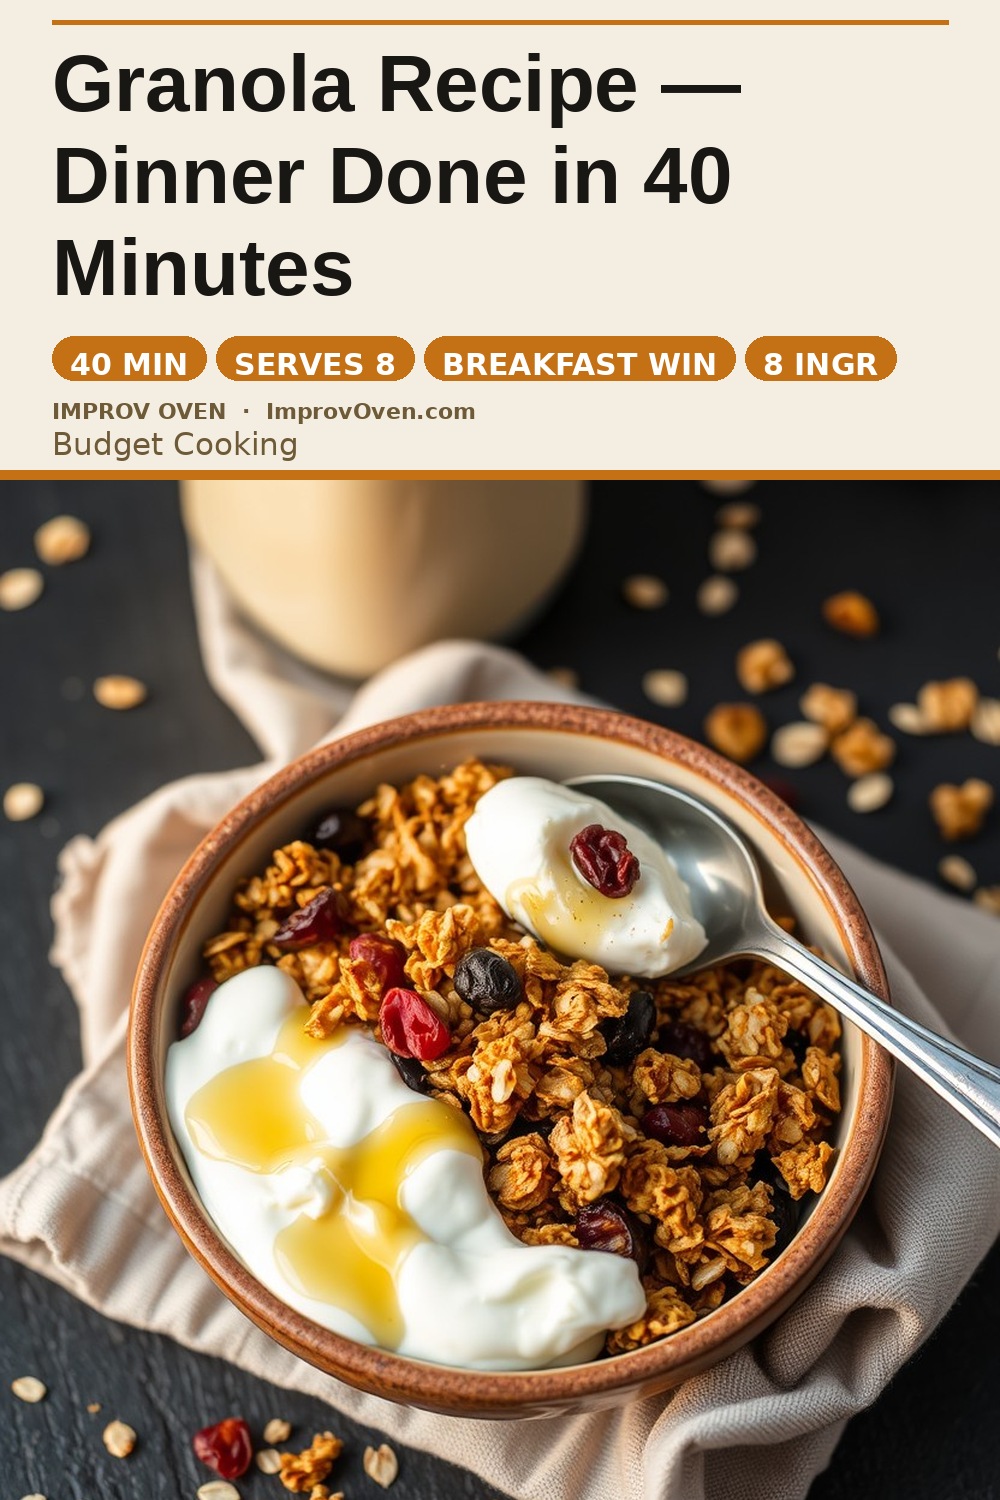 Granola Recipe —
Dinner Done in 40
Minutes
40 MIN SERVES 8 BREAKFAST WIN 8 INGR
IMPROV OVEN · ImprovOven.com
Budget Cooking